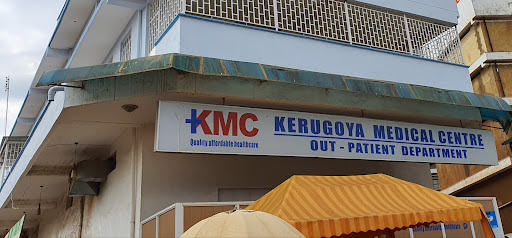 KMC
Quality affordable healthcare
KERUGOYA MEDICAL CENTRE
OUT - PATIENT DEPARTMENT